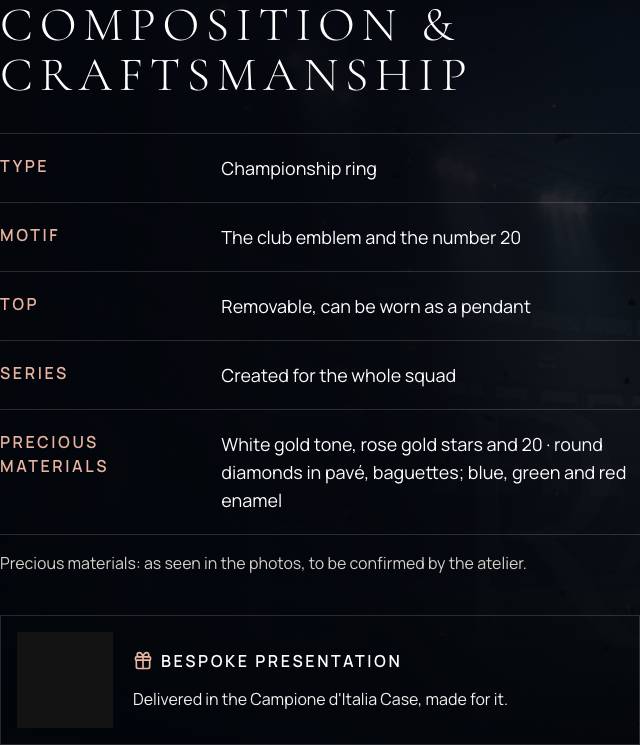 COMPOSITION &
CRAFTSMANSHIP
TYPE
Championship ring
MOTIF
The club emblem and the number 20
TOP
Removable, can be worn as a pendant
SERIES
Created for the whole squad
PRECIOUS
MATERIALS
White gold tone, rose gold stars and 20 · round
diamonds in pavé, baguettes; blue, green and red
enamel
Precious materials: as seen in the photos, to be confirmed by the atelier.
BESPOKE PRESENTATION
Delivered in the Campione d'Italia Case, made for it.